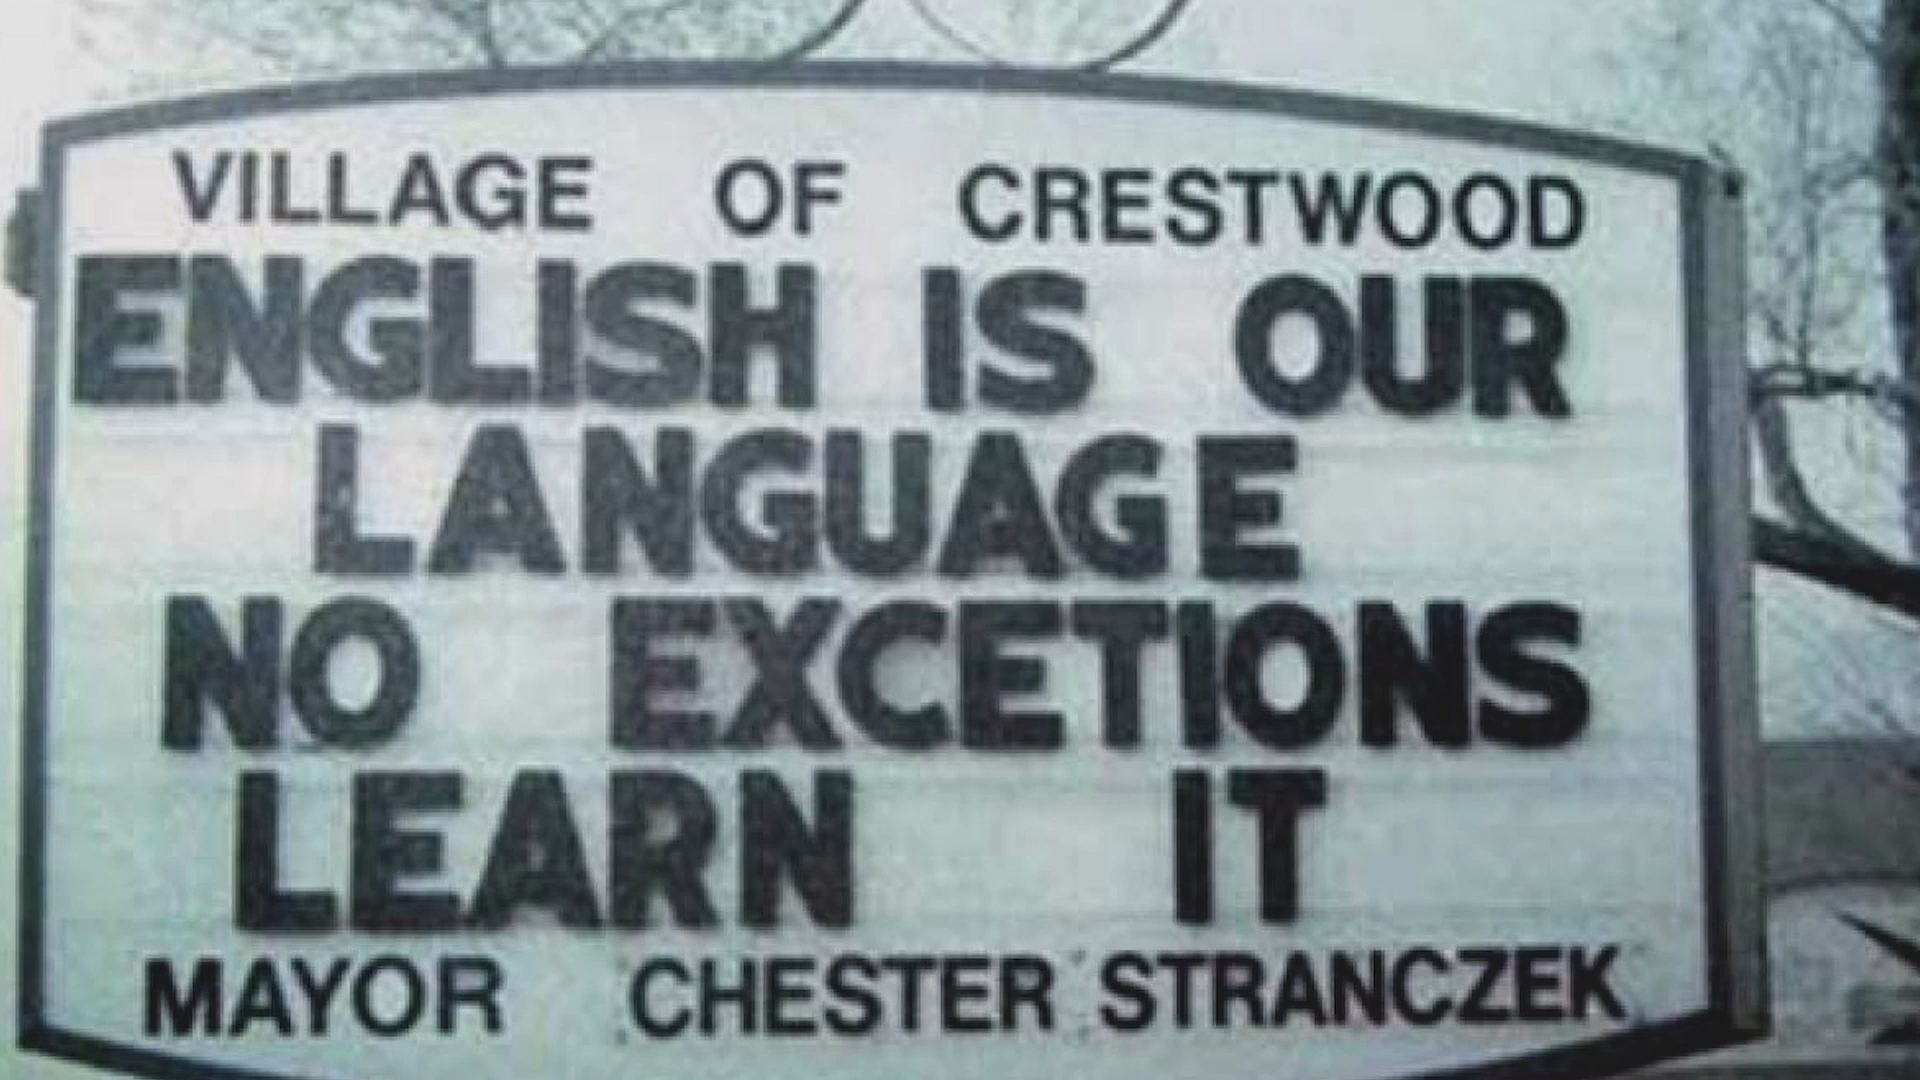 VILLAGE OF CRESTWOOD
ENGLISH IS OUR
LANGUAGE
NO EXCETIONS
LEARN IT
MAYOR CHESTER STRANCZEK